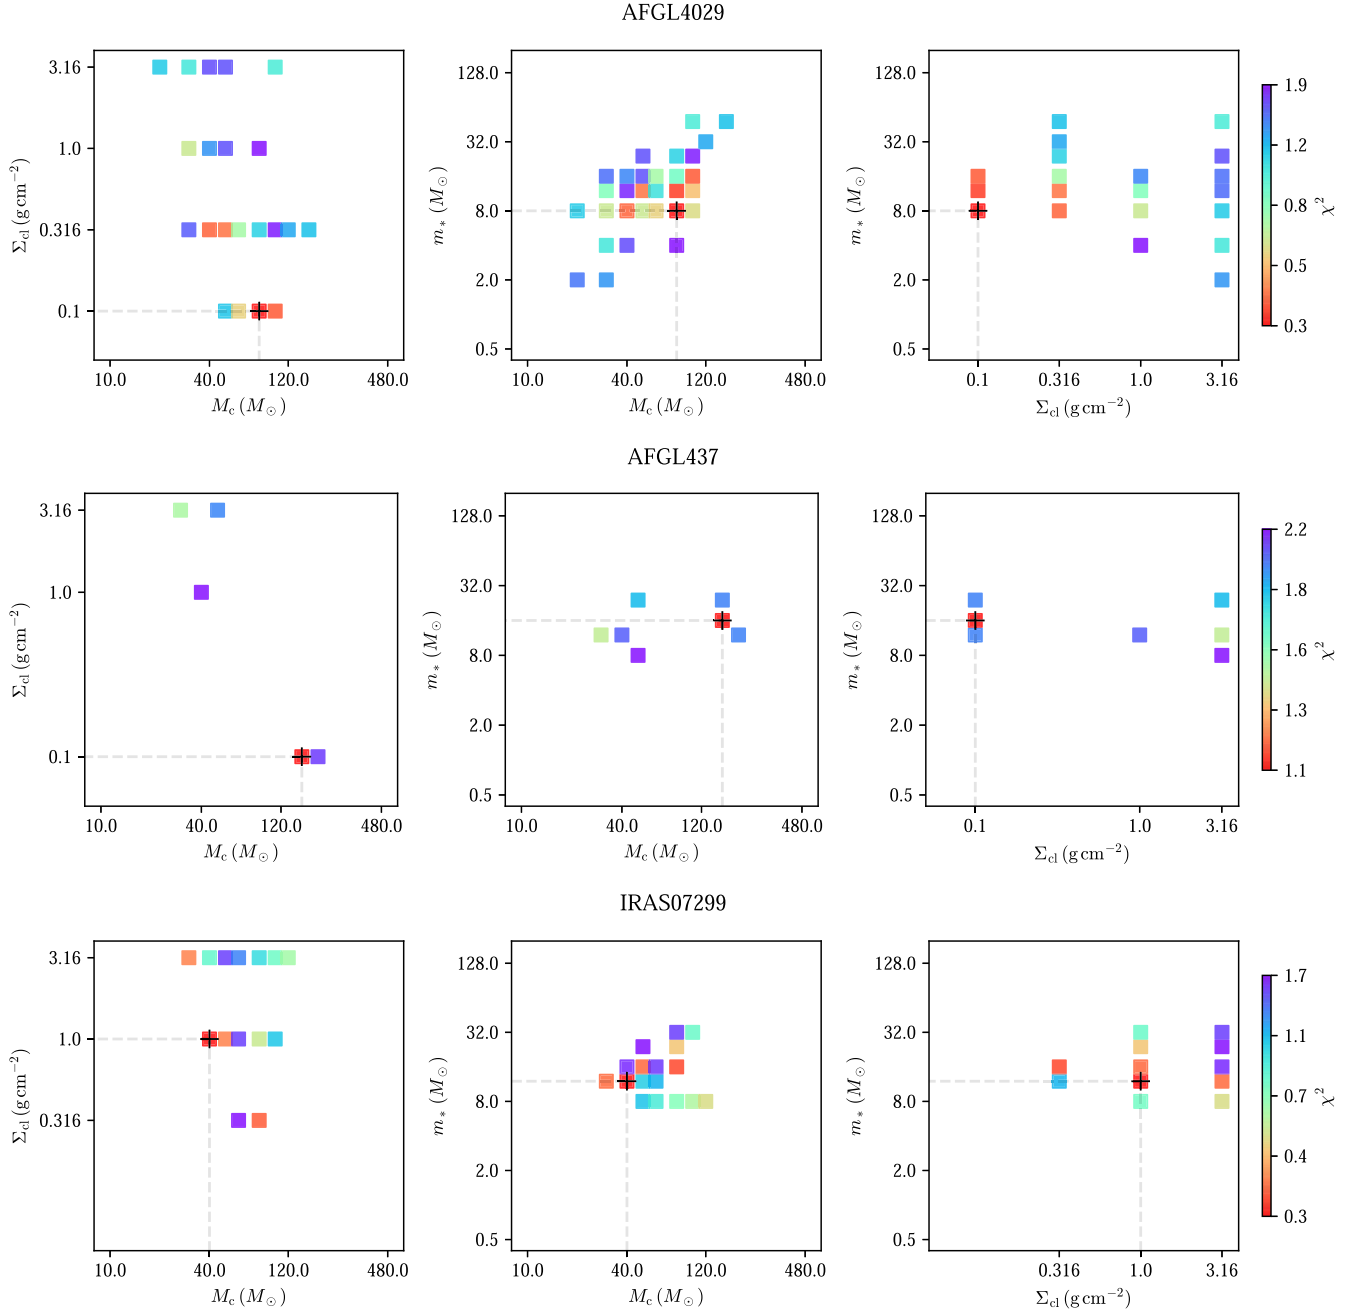 AFGL4029
3.16
1.0
0.316
0.1
Σcl (g cm−2)
10.0 40.0 120.0 480.0
Mc (M⊙)
128.0
32.0
8.0
2.0
0.5
m* (M⊙)
10.0 40.0 120.0 480.0
Mc (M⊙)
128.0
32.0
8.0
2.0
0.5
m* (M⊙)
0.1 0.316 1.0 3.16
Σcl (g cm−2)
1.9
1.2
0.8
0.5
0.3
χ2
AFGL437
3.16
1.0
0.1
Σcl (g cm−2)
10.0 40.0 120.0 480.0
Mc (M⊙)
128.0
32.0
8.0
2.0
0.5
m* (M⊙)
10.0 40.0 120.0 480.0
Mc (M⊙)
128.0
32.0
8.0
2.0
0.5
m* (M⊙)
0.1 1.0 3.16
Σcl (g cm−2)
2.2
1.8
1.6
1.3
1.1
χ2
IRAS07299
3.16
1.0
0.316
Σcl (g cm−2)
10.0 40.0 120.0 480.0
Mc (M⊙)
128.0
32.0
8.0
2.0
0.5
m* (M⊙)
10.0 40.0 120.0 480.0
Mc (M⊙)
128.0
32.0
8.0
2.0
0.5
m* (M⊙)
0.316 1.0 3.16
Σcl (g cm−2)
1.7
1.1
0.7
0.4
0.3
χ2